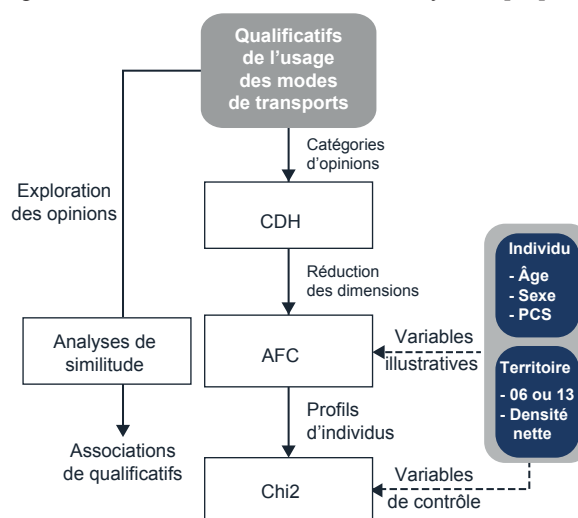 Qualificatifs
de l'usage
des modes
de transports
Catégories
d'opinions
Exploration
des opinions
CDH
Réduction
des dimensions
Individu
- Âge
- Sexe
- PCS
Analyses de
similitude
AFC
Variables
illustratives
Territoire
- 06 ou 13
- Densité
nette
Profils
d'individus
Associations
de qualificatifs
Chi2
Variables
de contrôle